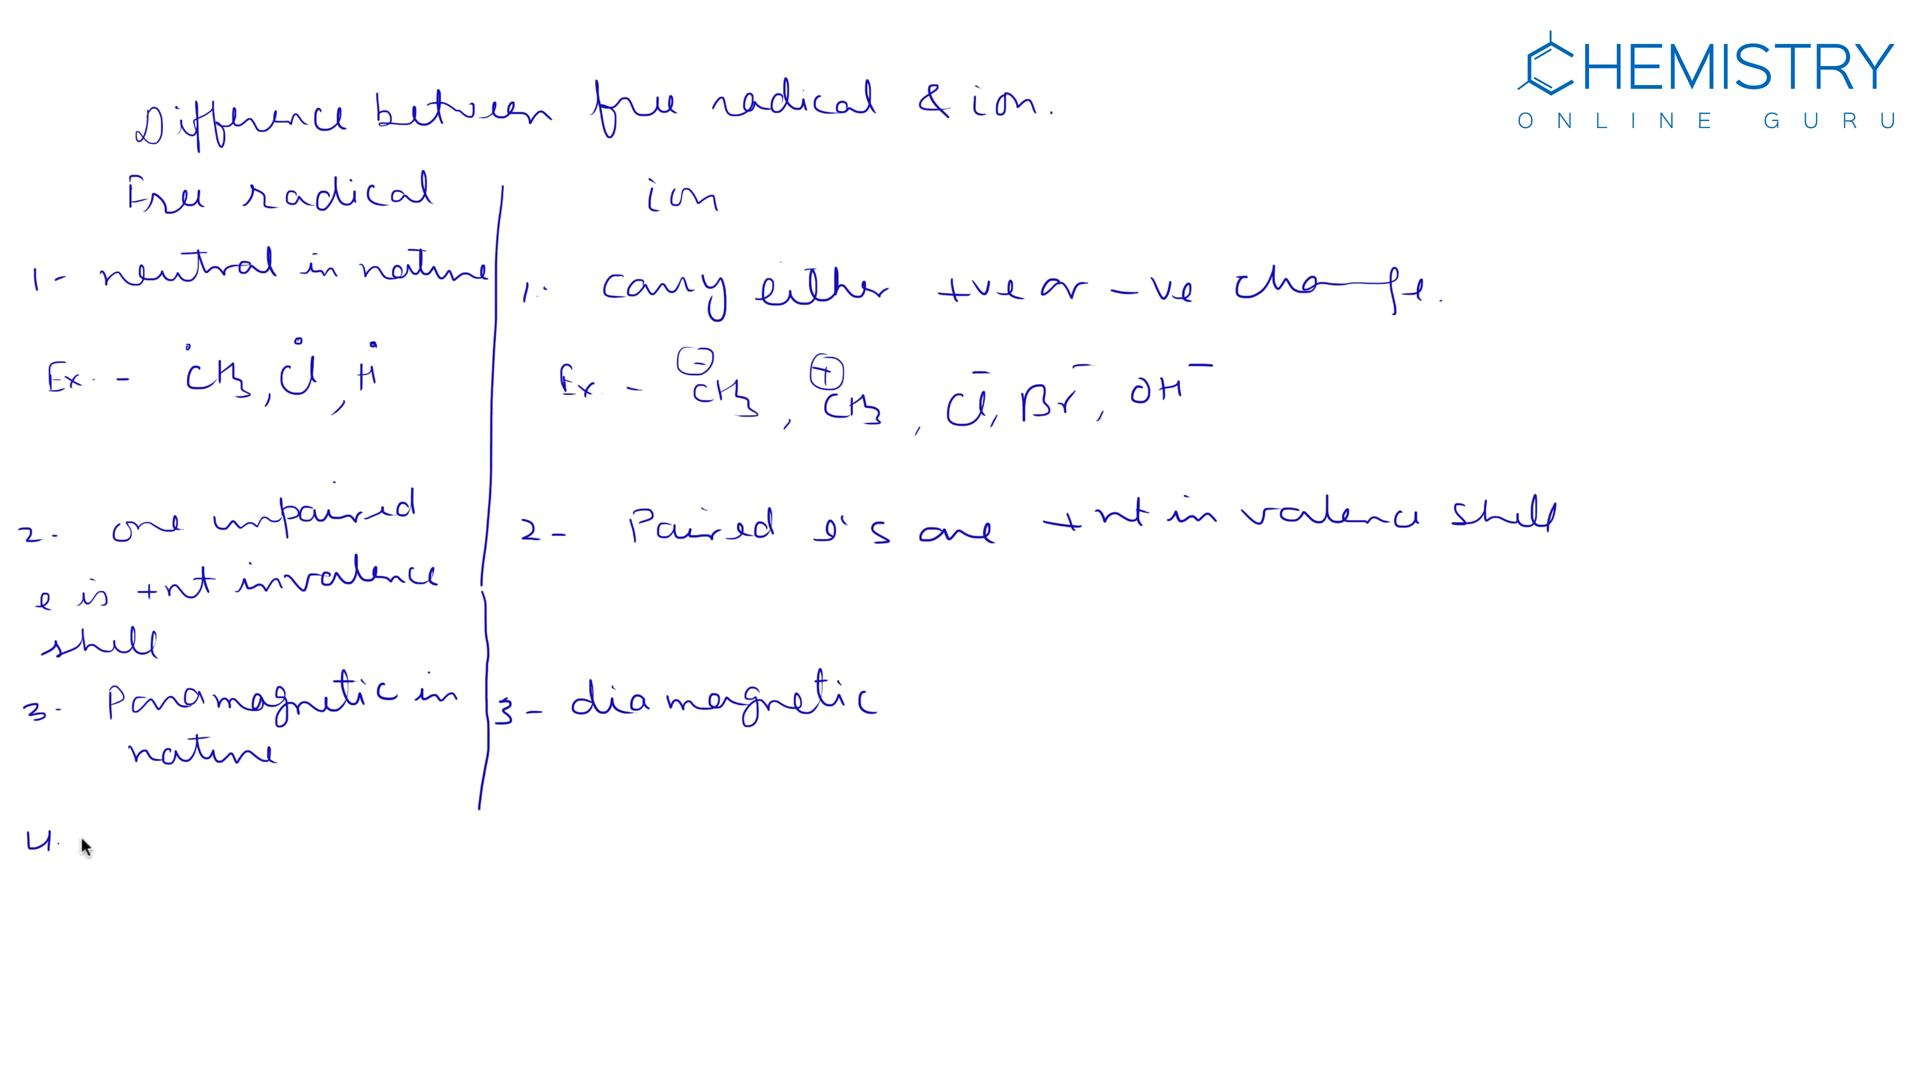 CHEMISTRY
ONLINE GURU
Difference between free radical & ion.
Free radical
ion
1- neutral in nature
1. carry either +ve or -ve charge.
Ex. - ĊH3, Ċl, Ḣ
Ex. - ⊖CH3, ⊕CH3, Cl⁻, Br⁻, OH⁻
2. one unpaired
e is +nt in valence
shell
2- Paired e's are +nt in valence shell
3. Paramagnetic in
nature
3- diamagnetic
4.